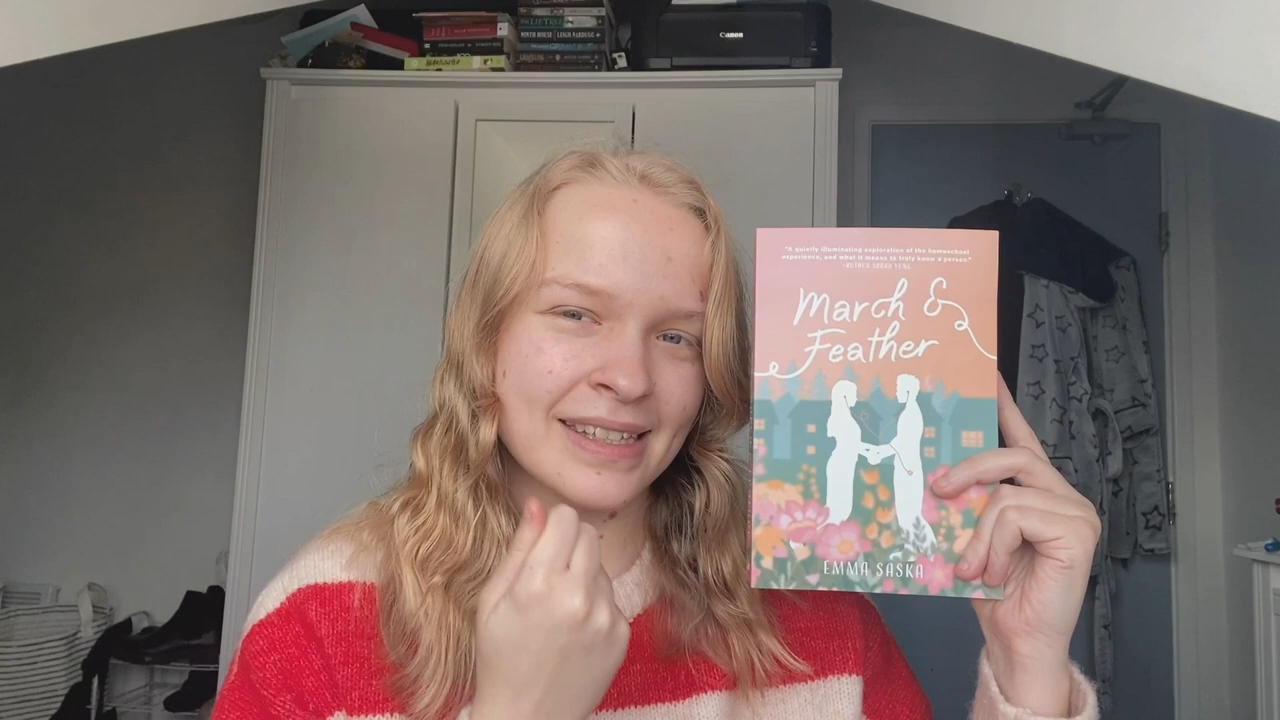 Canon
NINTH HOUSE LEIGH BARDUGO
"A quietly illuminating exploration of the homeschool
experience, and what it means to truly know a person."
March &
Feather
EMMA SASKA